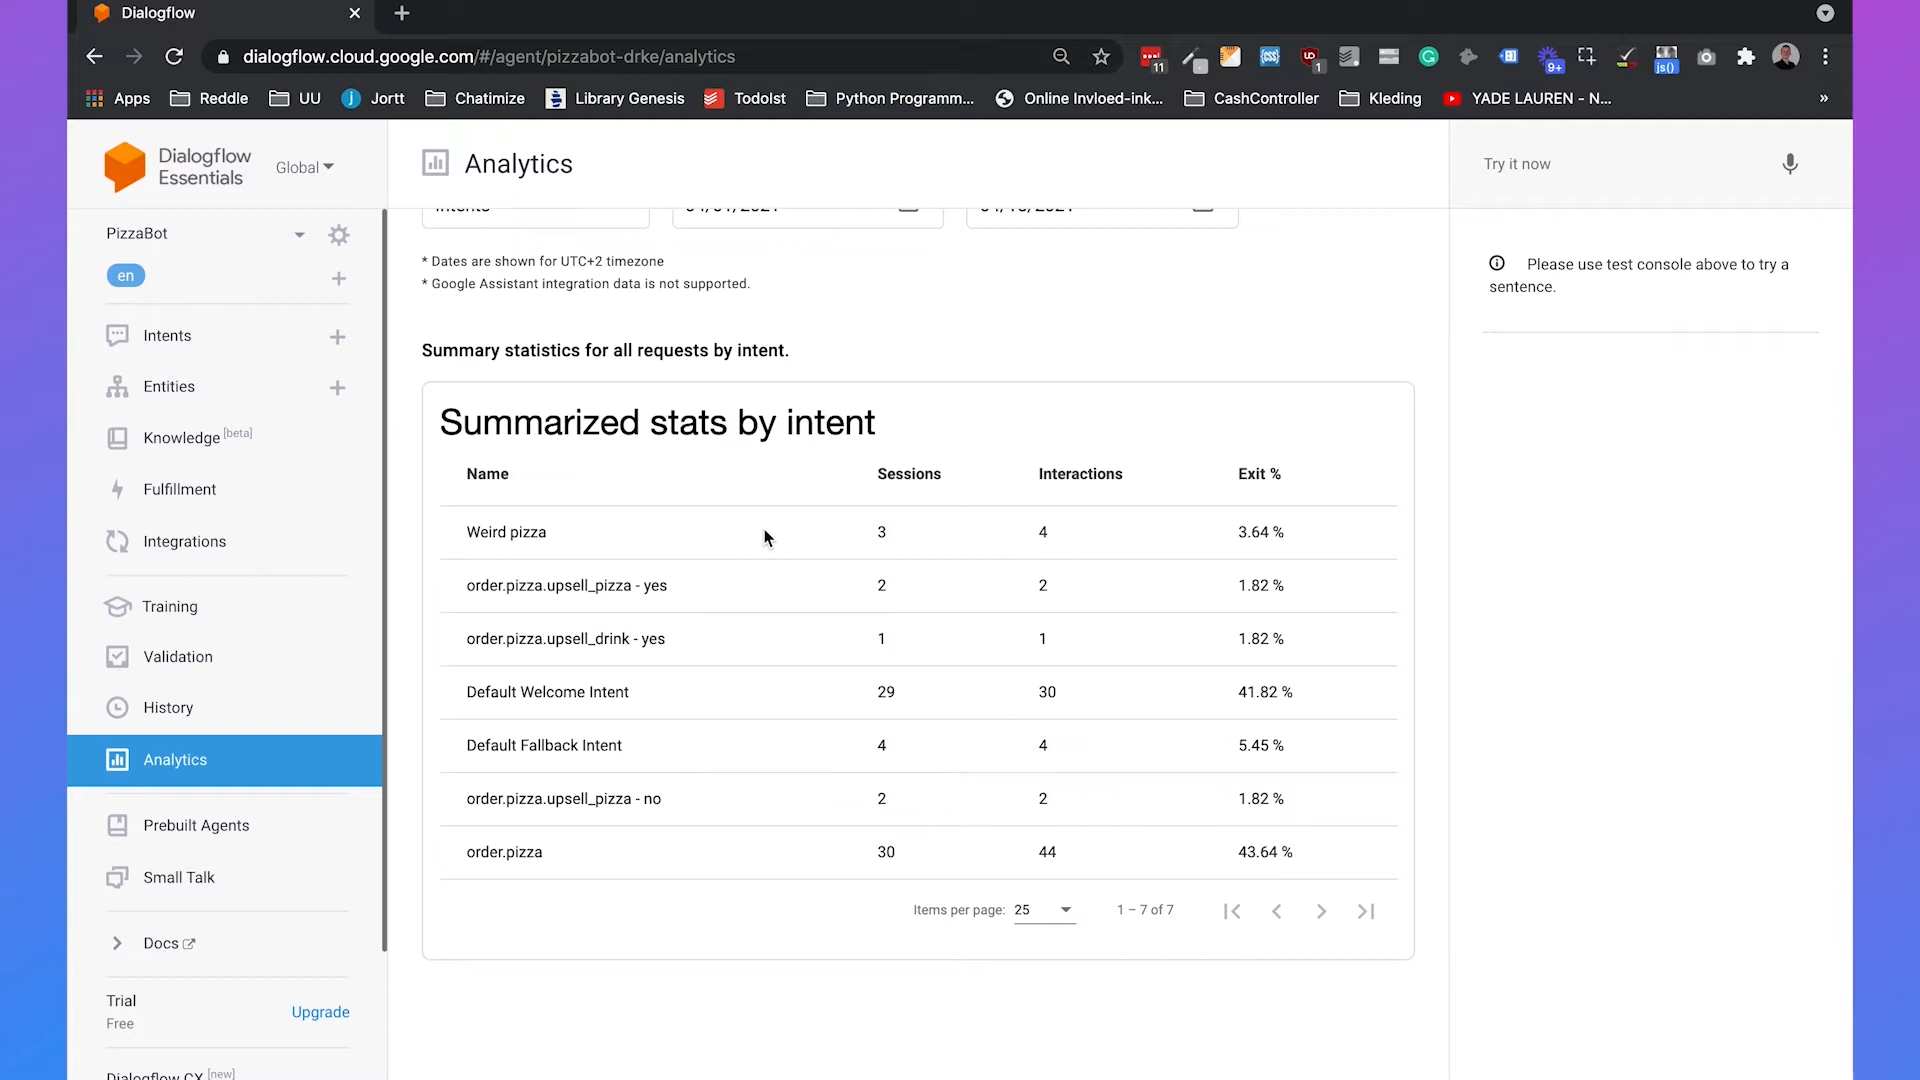 Dialogflow
dialogflow.cloud.google.com/#/agent/pizzabot-drke/analytics
11
1
9+
js()
Apps
Reddle
UU
Jortt
Chatimize
Library Genesis
TodoIst
Python Programm...
Online Invloed-ink...
CashController
Kleding
YADE LAUREN - N...
»
Dialogflow
Essentials
Global
Analytics
Try it now
PizzaBot
en
Intents
Entities
Knowledge [beta]
Fulfillment
Integrations
Training
Validation
History
Analytics
Prebuilt Agents
Small Talk
Docs
Trial
Free
Upgrade
Dialogflow CX [new]
* Dates are shown for UTC+2 timezone
* Google Assistant integration data is not supported.
Summary statistics for all requests by intent.
Summarized stats by intent
Name Sessions Interactions Exit %
Weird pizza 3 4 3.64 %
order.pizza.upsell_pizza - yes 2 2 1.82 %
order.pizza.upsell_drink - yes 1 1 1.82 %
Default Welcome Intent 29 30 41.82 %
Default Fallback Intent 4 4 5.45 %
order.pizza.upsell_pizza - no 2 2 1.82 %
order.pizza 30 44 43.64 %
Items per page: 25 1 – 7 of 7
Please use test console above to try a
sentence.